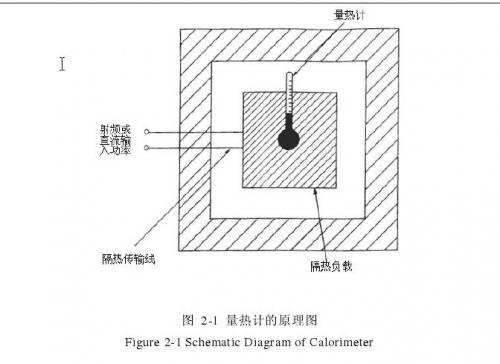 量热计
射频或
直流输
入功率
隔热传输线
隔热负载
图 2-1 量热计的原理图
Figure 2-1 Schematic Diagram of Calorimeter